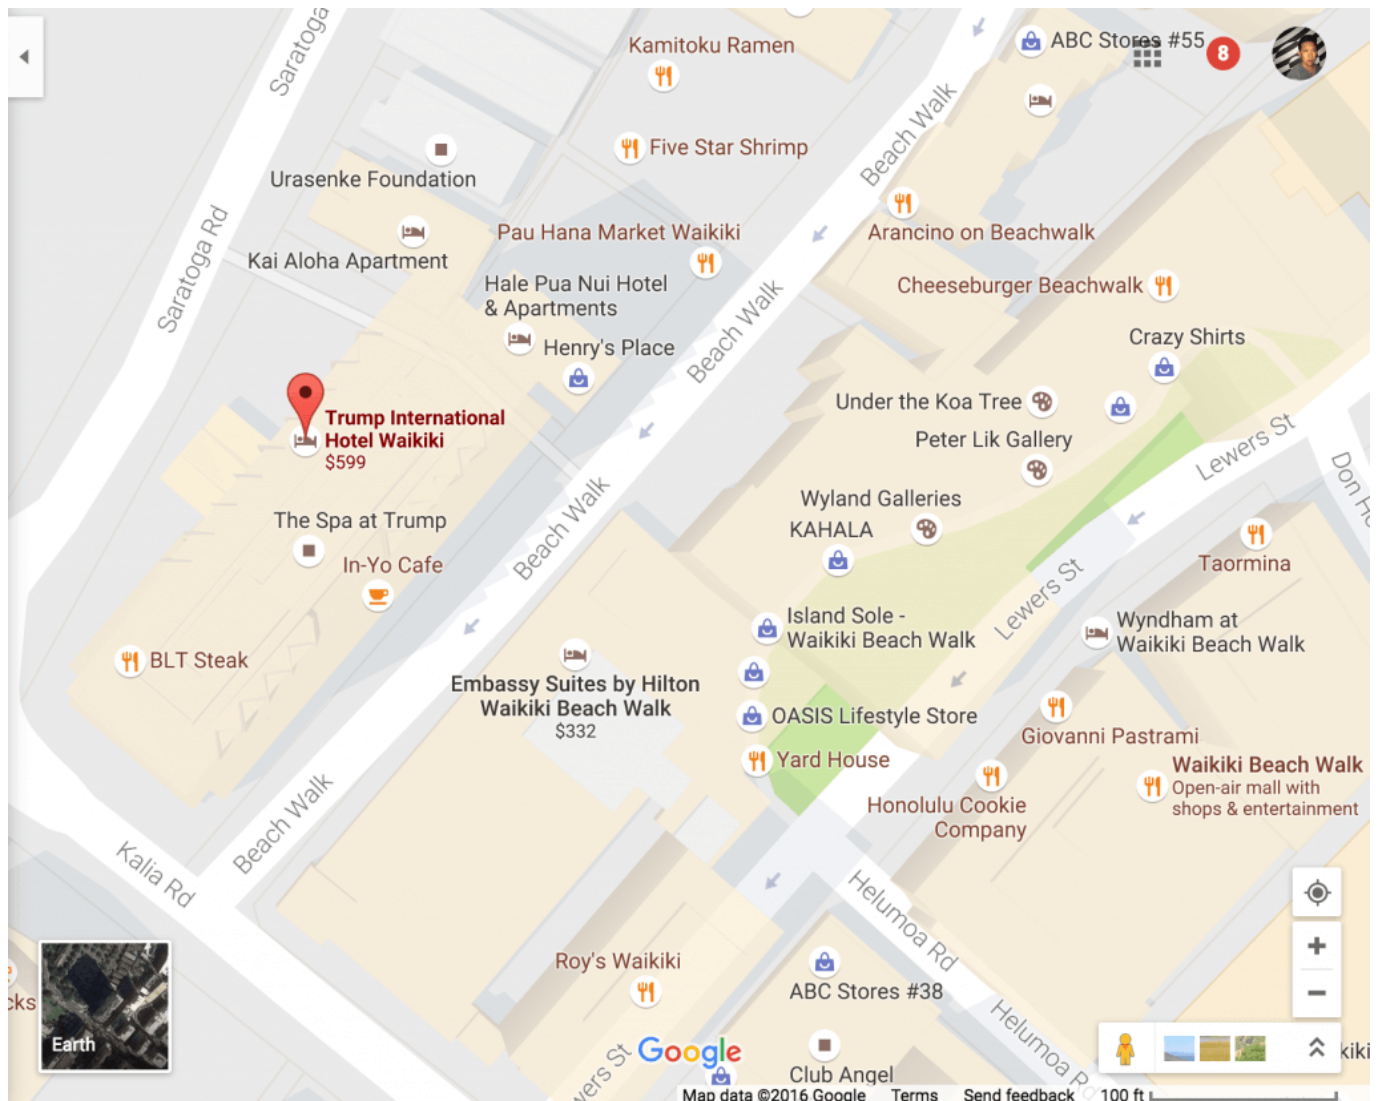 Saratoga
Kamitoku Ramen
ABC Stores #55
8
Beach Walk
Five Star Shrimp
Urasenke Foundation
Saratoga Rd
Pau Hana Market Waikiki
Arancino on Beachwalk
Kai Aloha Apartment
Hale Pua Nui Hotel
& Apartments
Cheeseburger Beachwalk
Beach Walk
Crazy Shirts
Henry's Place
Under the Koa Tree
Trump International
Hotel Waikiki
$599
Peter Lik Gallery
Lewers St
Don H
Wyland Galleries
KAHALA
The Spa at Trump
Beach Walk
In-Yo Cafe
Taormina
Lewers St
Island Sole -
Waikiki Beach Walk
Wyndham at
Waikiki Beach Walk
BLT Steak
Embassy Suites by Hilton
Waikiki Beach Walk
$332
OASIS Lifestyle Store
Giovanni Pastrami
Yard House
Waikiki Beach Walk
Open-air mall with
shops & entertainment
Honolulu Cookie
Company
Beach Walk
Kalia Rd
Helumoa Rd
Roy's Waikiki
ABC Stores #38
cks
Earth
Helumoa Rd
Google
wers St
kiki
Club Angel
Map data ©2016 Google Terms Send feedback 100 ft